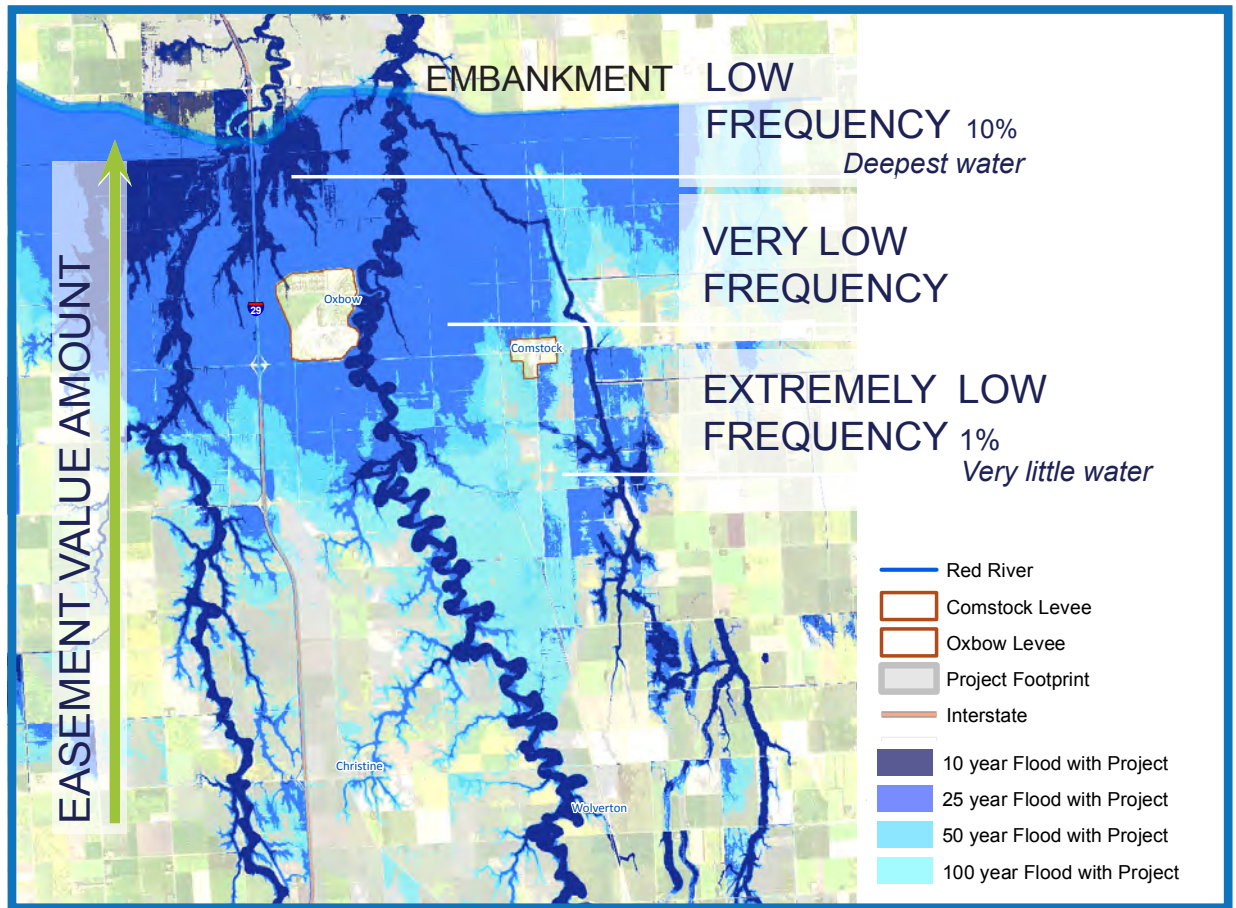 EMBANKMENT
LOW
FREQUENCY 10%
Deepest water
VERY LOW
FREQUENCY
EXTREMELY LOW
FREQUENCY 1%
Very little water
EASEMENT VALUE AMOUNT
Oxbow
29
Comstock
Christine
Wolverton
Red River
Comstock Levee
Oxbow Levee
Project Footprint
Interstate
10 year Flood with Project
25 year Flood with Project
50 year Flood with Project
100 year Flood with Project